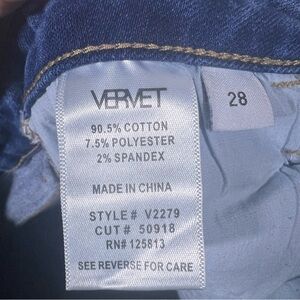 VERVET
28
90.5% COTTON
7.5% POLYESTER
2% SPANDEX
MADE IN CHINA
STYLE # V2279
CUT # 50918
RN# 125813
SEE REVERSE FOR CARE